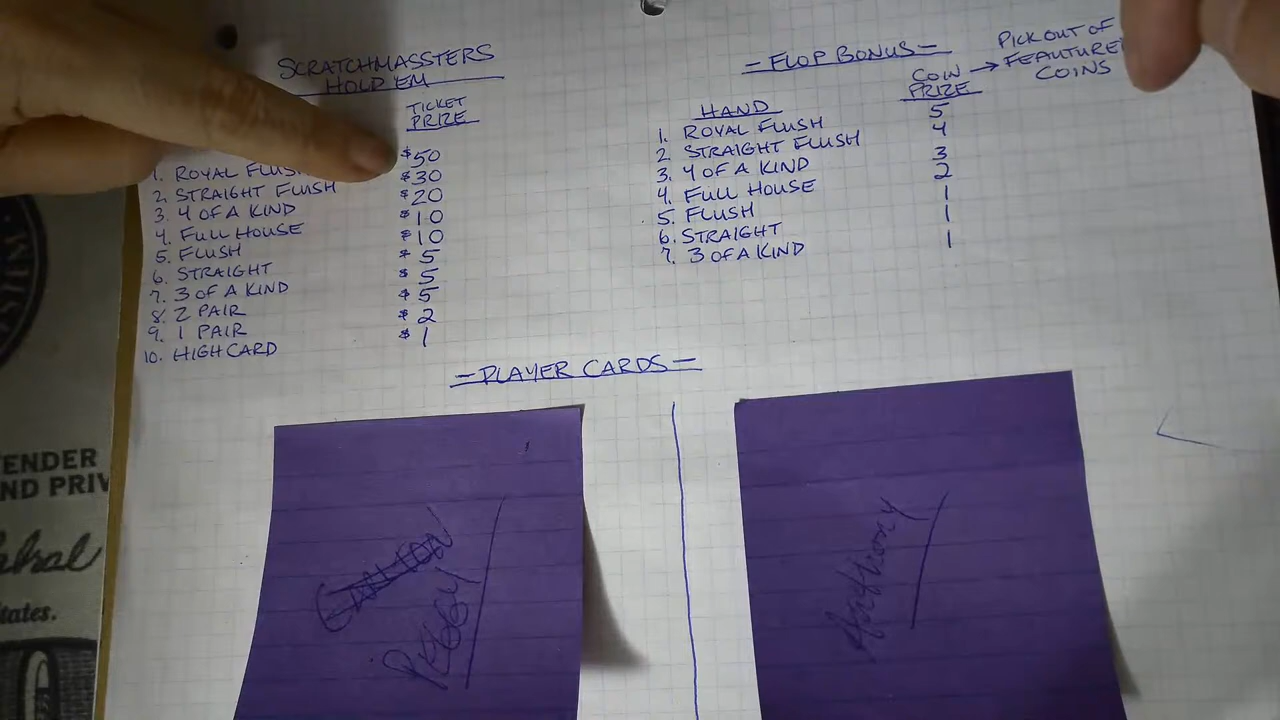 SCRATCHMASSTERS
HOLD 'EM
TICKET
PRIZE
1. ROYAL FLUSH $50
2. STRAIGHT FLUSH $30
3. 4 OF A KIND $20
4. FULL HOUSE $10
5. FLUSH $10
6. STRAIGHT $5
7. 3 OF A KIND $5
8. 2 PAIR $5
9. 1 PAIR $2
10. HIGH CARD $1
- FLOP BONUS -
HAND
COIN
PRIZE
→ PICK OUT OF
FEAUTURE
COINS
1. ROYAL FLUSH 5
2. STRAIGHT FLUSH 4
3. 4 OF A KIND 3
4. FULL HOUSE 2
5. FLUSH 1
6. STRAIGHT 1
7. 3 OF A KIND 1
- PLAYER CARDS -
PEGGY
Anthony
ENDER
ND PRIV
tates.